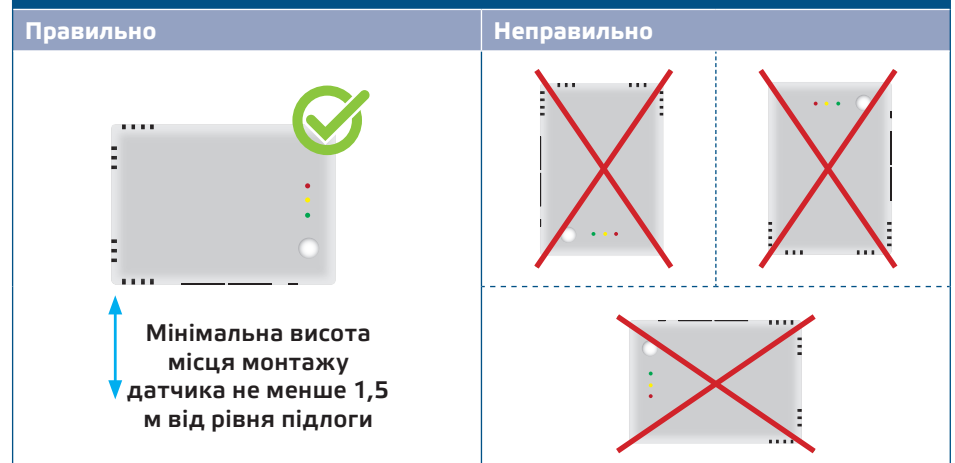 Правильно
Неправильно
Мінімальна висота
місця монтажу
датчика не менше 1,5
м від рівня підлоги